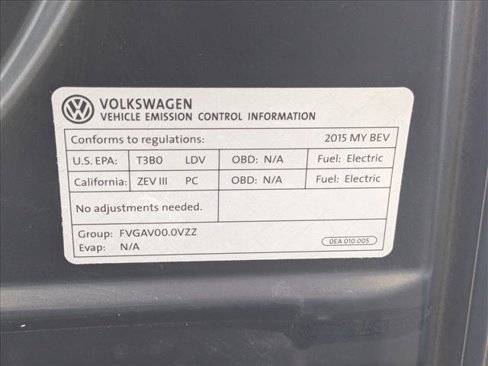 VOLKSWAGEN
VEHICLE EMISSION CONTROL INFORMATION
Conforms to regulations: 2015 MY BEV
U.S. EPA: T3B0 LDV OBD: N/A Fuel: Electric
California: ZEV III PC OBD: N/A Fuel: Electric
No adjustments needed.
Group: FVGAV00.0VZZ
Evap: N/A 0EA 010 005